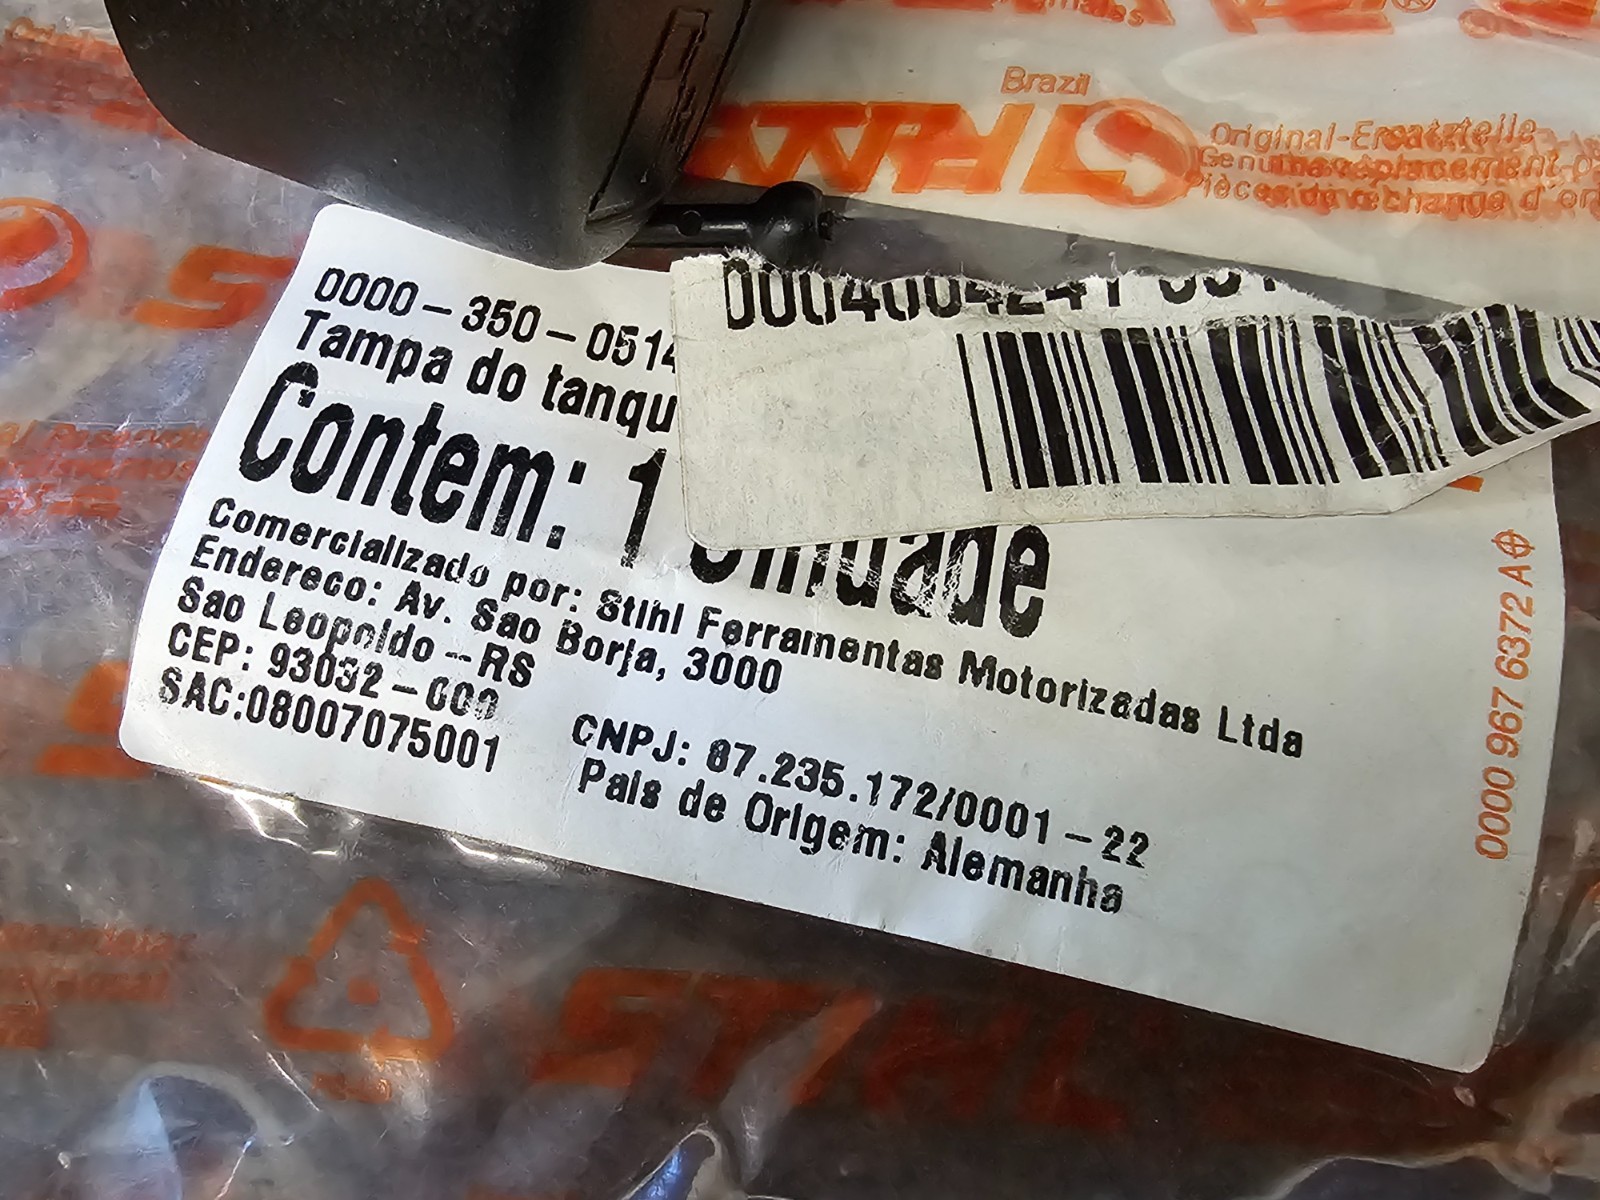 Brazil
STIHL
Original-Ersatzteile
0000-350-0514
Tampa do tanqu
Contem: 1 Unidade
Comercializado por: Stihl Ferramentas Motorizadas Ltda
Endereco: Av. Sao Borja, 3000
Sao Leopoldo - RS
CEP: 93032-000
SAC:08007075001
CNPJ: 87.235.172/0001-22
Pais de Origem: Alemanha
0000 967 6372 A
STIHL